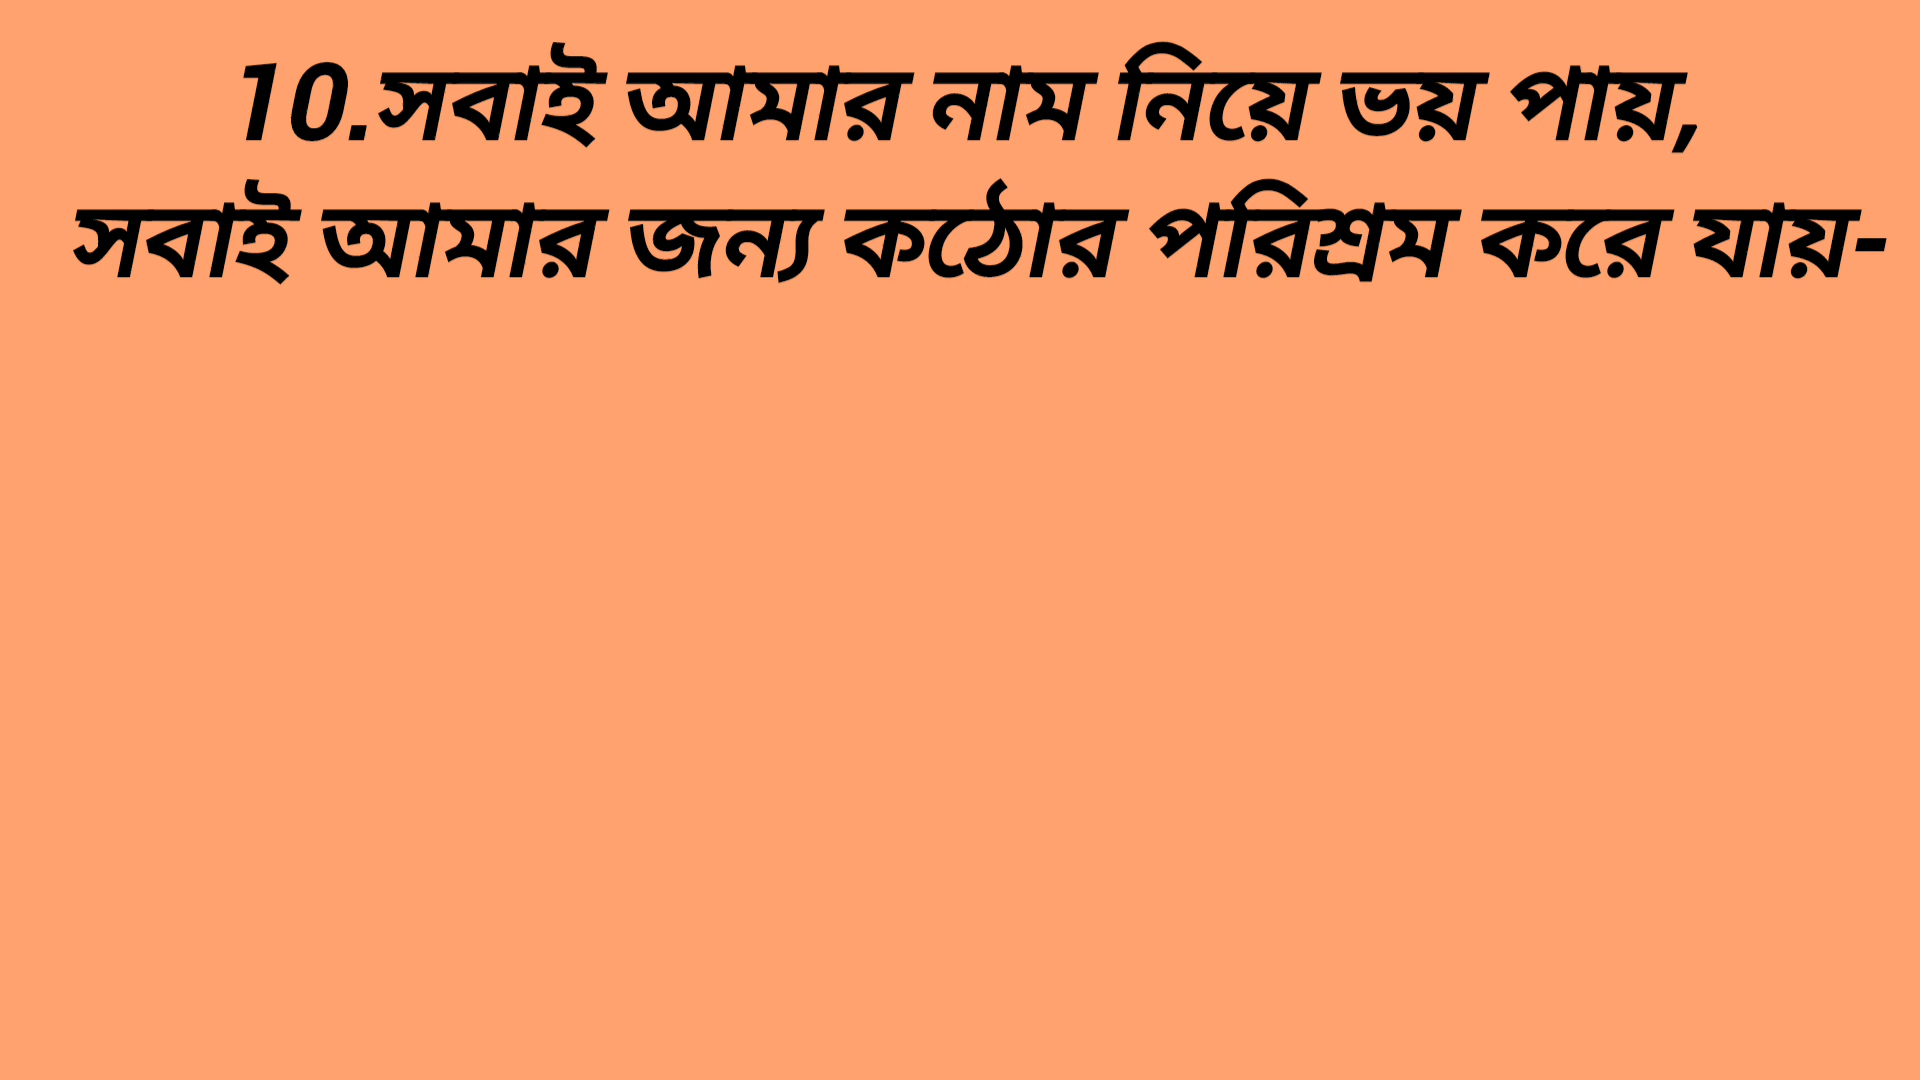 10.সবাই আমার নাম নিয়ে ভয় পায়,
সবাই আমার জন্য কঠোর পরিশ্রম করে যায়-